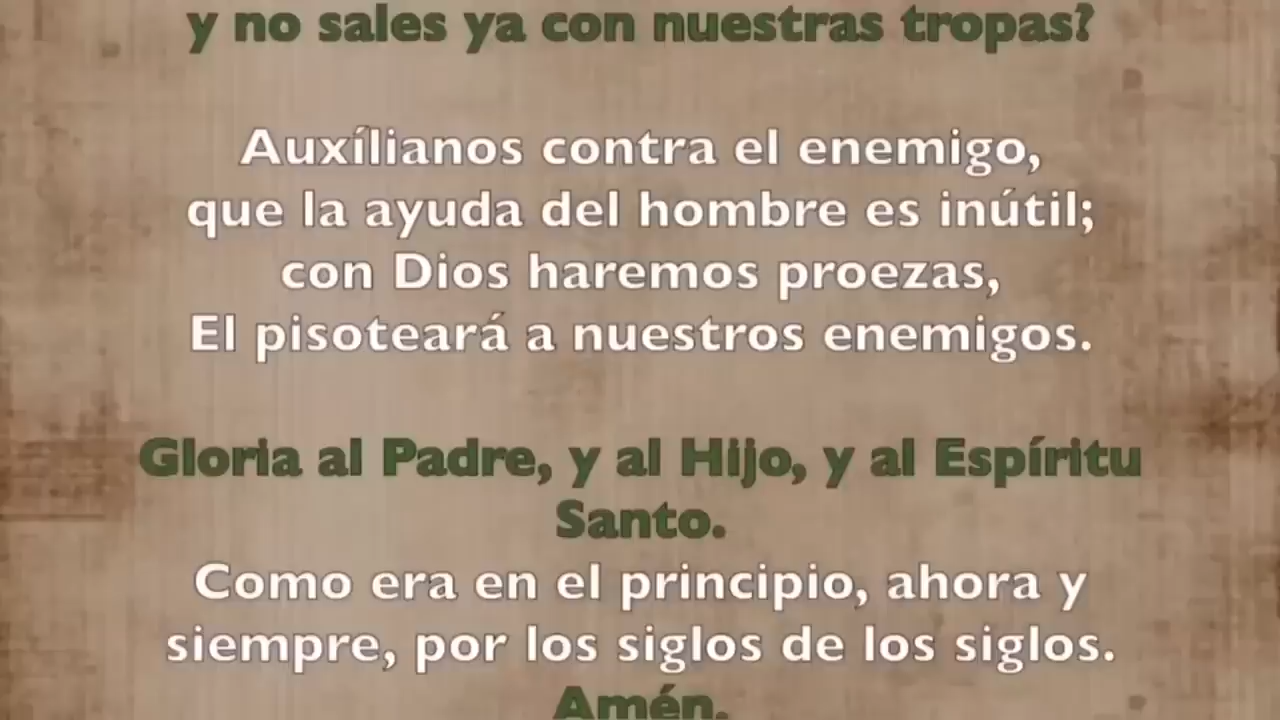 y no sales ya con nuestras tropas?
Auxílianos contra el enemigo,
que la ayuda del hombre es inútil;
con Dios haremos proezas,
El pisoteará a nuestros enemigos.
Gloria al Padre, y al Hijo, y al Espíritu
Santo.
Como era en el principio, ahora y
siempre, por los siglos de los siglos.
Amén.